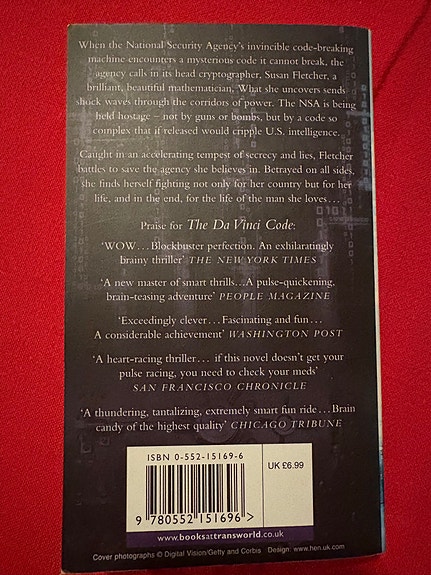 When the National Security Agency's invincible code-breaking
machine encounters a mysterious code it cannot break, the
agency calls in its head cryptographer, Susan Fletcher, a
brilliant, beautiful mathematician. What she uncovers sends
shock waves through the corridors of power. The NSA is being
held hostage – not by guns or bombs, but by a code so
complex that if released would cripple U.S. intelligence.
Caught in an accelerating tempest of secrecy and lies, Fletcher
battles to save the agency she believes in. Betrayed on all sides,
she finds herself fighting not only for her country but for her
life, and in the end, for the life of the man she loves...
Praise for The Da Vinci Code:
'WOW...Blockbuster perfection. An exhilaratingly
brainy thriller' THE NEW YORK TIMES
'A new master of smart thrills...A pulse-quickening,
brain-teasing adventure' PEOPLE MAGAZINE
'Exceedingly clever...Fascinating and fun...
A considerable achievement' WASHINGTON POST
'A heart-racing thriller... if this novel doesn't get your
pulse racing, you need to check your meds'
SAN FRANCISCO CHRONICLE
'A thundering, tantalizing, extremely smart fun ride...Brain
candy of the highest quality' CHICAGO TRIBUNE
ISBN 0-552-15169-6
UK £6.99
9 780552 151696 >
www.booksattransworld.co.uk
Cover photographs © Digital Vision/Getty and Corbis Design: www.hen.uk.com